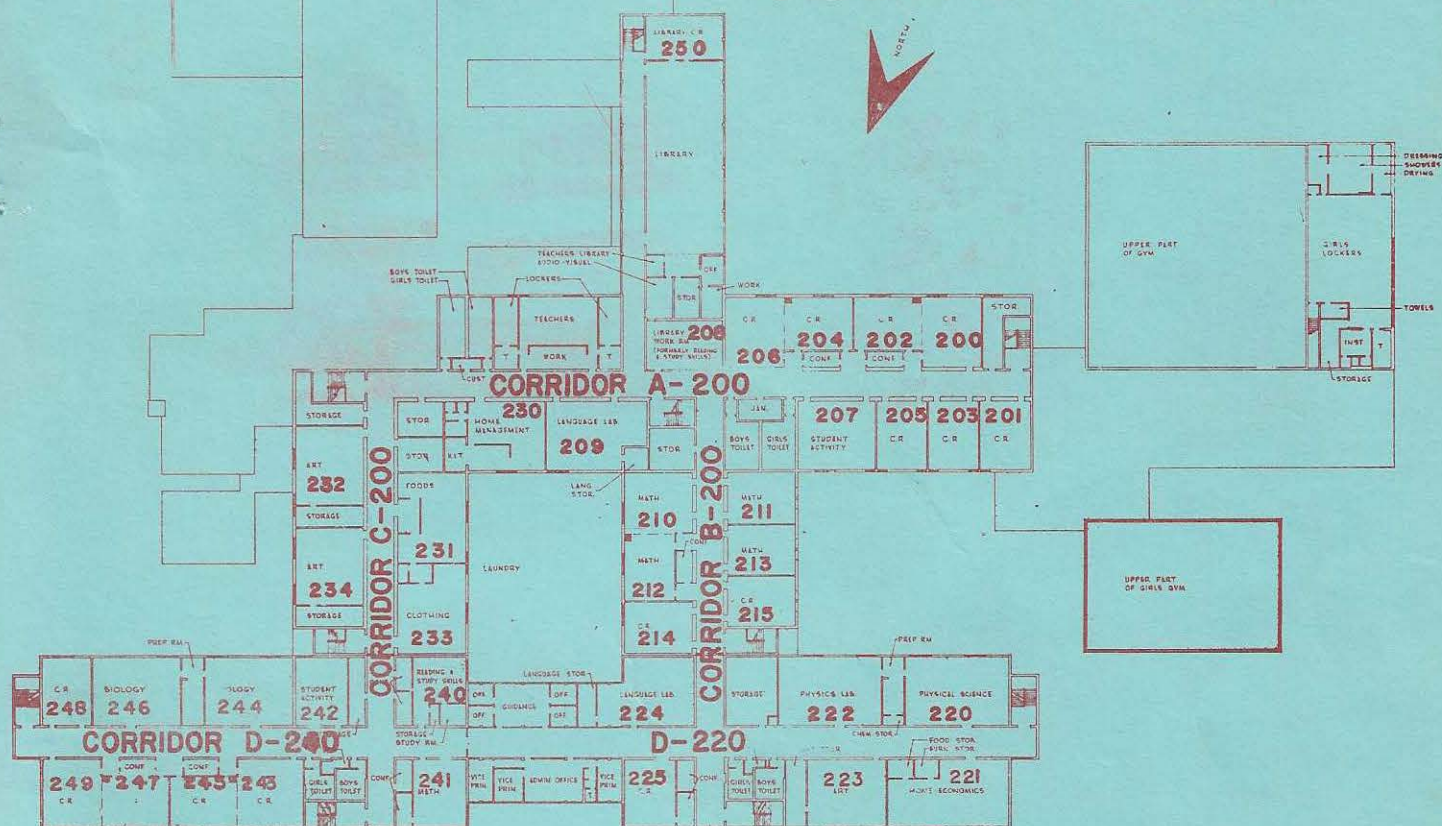 LIBRARY C.R.
250
NORTH
LIBRARY
DRESSING
SHOWERS
DRYING
UPPER PART
OF GYM
GIRLS
LOCKERS
TOWELS
INST
T
STORAGE
TEACHERS LIBRARY
AUDIO-VISUAL
OFF
STOR
WORK
BOYS TOILET
GIRLS TOILET
LOCKERS
TEACHERS
WORK
T
T
CUST
LIBRARY
WORK RM.
(FORMERLY READING
& STUDY SKILLS)
208
C.R.
206
204
CONF
C.R.
202
CONF
C.R.
200
STOR
CORRIDOR A-200
STORAGE
STOR
STOR
HOME
MANAGEMENT
230
KIT
LANGUAGE LAB
209
STOR
LANG
STOR.
JAN.
BOYS
TOILET
GIRLS
TOILET
207
STUDENT
ACTIVITY
205
C.R.
203
C.R.
201
C.R.
ART
232
STORAGE
ART
234
STORAGE
CORRIDOR C-200
FOODS
231
CLOTHING
233
LAUNDRY
MATH
210
MATH
212
CONF
C.R.
214
CORRIDOR B-200
MATH
211
MATH
213
C.R.
215
UPPER PART
OF GIRLS GYM
PREP RM.
C.R.
248
BIOLOGY
246
OLOGY
244
STUDENT
ACTIVITY
242
READING &
STUDY SKILLS
240
STORAGE
STUDY RM.
OFF
OFF
GUIDANCE
OFF
OFF
LANGUAGE STOR
LANGUAGE LAB
224
STORAGE
PHYSICS LAB
222
PREP RM
CHEM STOR
PHYSICAL SCIENCE
220
CORRIDOR D-240
D-220
FOOD STOR
249
C.R.
CONF
247
CONF
245
C.R.
243
C.R.
GIRLS
TOILET
BOYS
TOILET
CONF
241
MATH
VICE
PRIN.
VICE
PRIN.
ADMIN OFFICE
VICE
PRIN
225
C.R.
CONF
GIRLS
TOILET
BOYS
TOILET
223
ART
221
HOME ECONOMICS